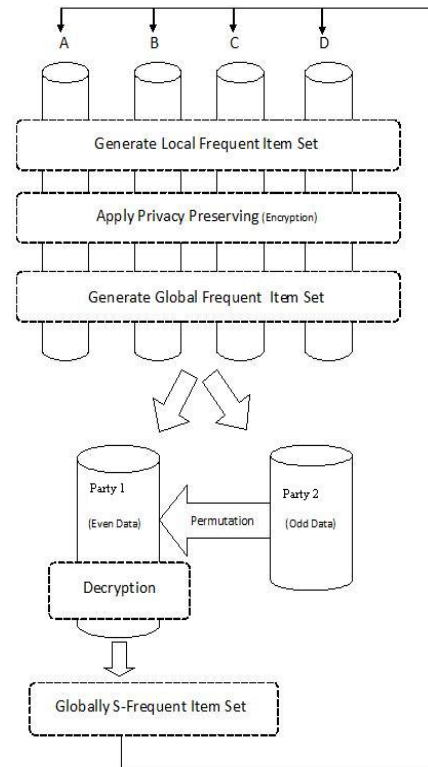 A B C D
Generate Local Frequent Item Set
Apply Privacy Preserving (Encryption)
Generate Global Frequent Item Set
Party 1
(Even Data)
Permutation
Party 2
(Odd Data)
Decryption
Globally S-Frequent Item Set